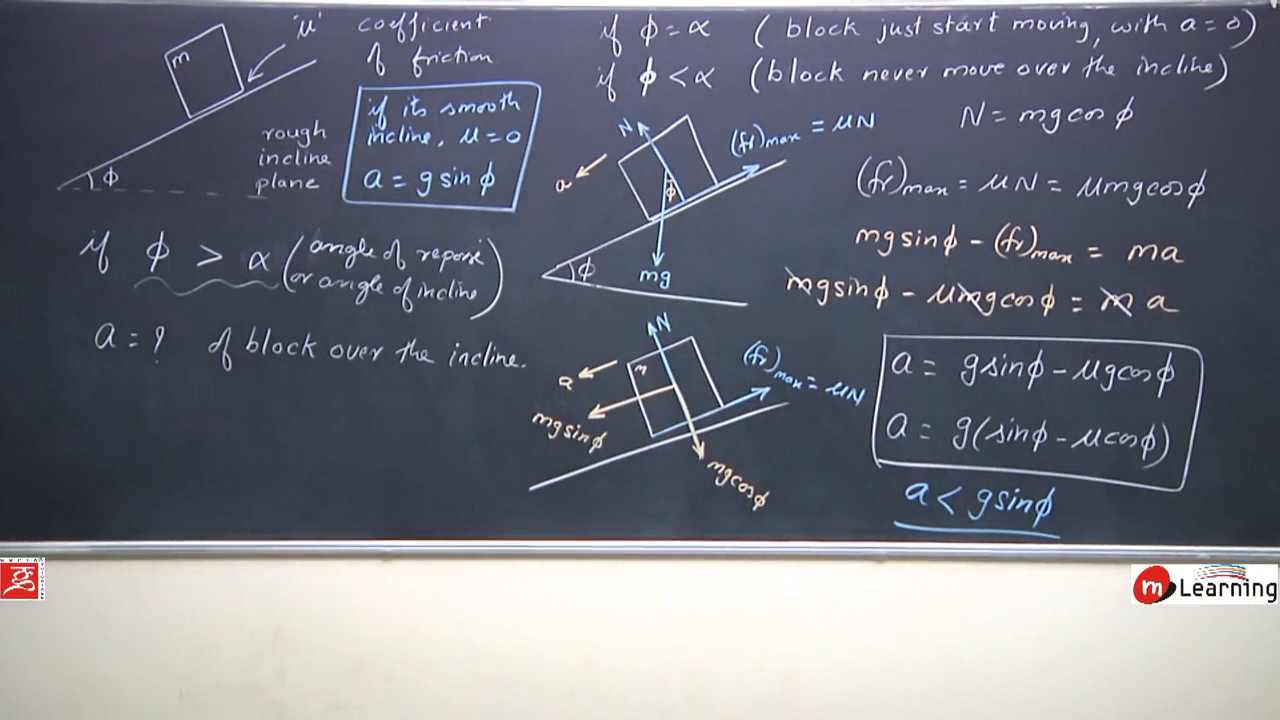 'μ' coefficient
of friction
m
rough
incline
plane
ϕ
if its smooth
incline, μ = 0
a = g sin ϕ
if ϕ > α (angle of repose
or angle of incline)
a = ? of block over the incline.
if ϕ = α (block just start moving, with a = 0)
if ϕ < α (block never move over the incline)
N
(fr)max = μN
a
ϕ
ϕ
mg
N
m
(fr)max = μN
a
mg sin ϕ
mg cos ϕ
N = mg cos ϕ
(fr)max = μN = μmg cos ϕ
mg sin ϕ - (fr)max = ma
mg sin ϕ - μmg cos ϕ = m a
a = g sin ϕ - μg cos ϕ
a = g(sin ϕ - μ cos ϕ)
a < g sin ϕ
m Learning